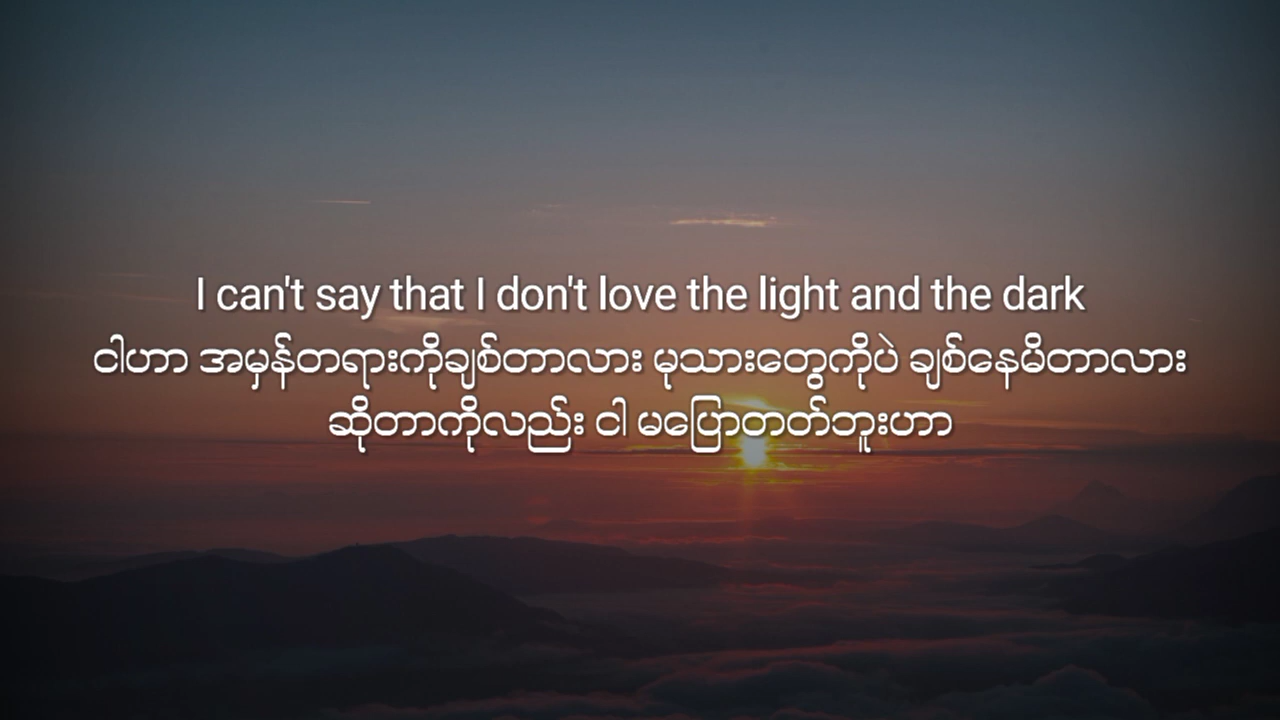 I can't say that I don't love the light and the dark
ငါဟာ အမှန်တရားကိုချစ်တာလား မုသားတွေကိုပဲ ချစ်နေမိတာလား
ဆိုတာကိုလည်း ငါ မပြောတတ်ဘူးဟာ